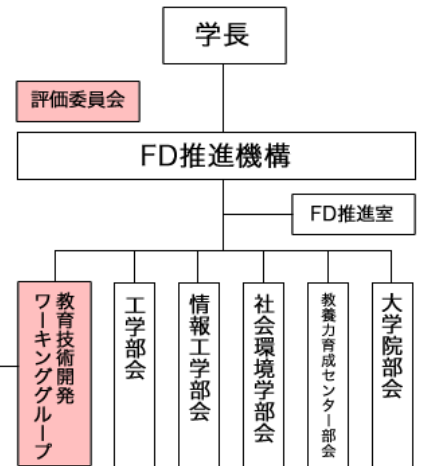 学長
評価委員会
FD推進機構
FD推進室
教育技術開発
ワーキンググループ
工学部会
情報工学部会
社会環境学部会
教養力育成センター部会
大学院部会